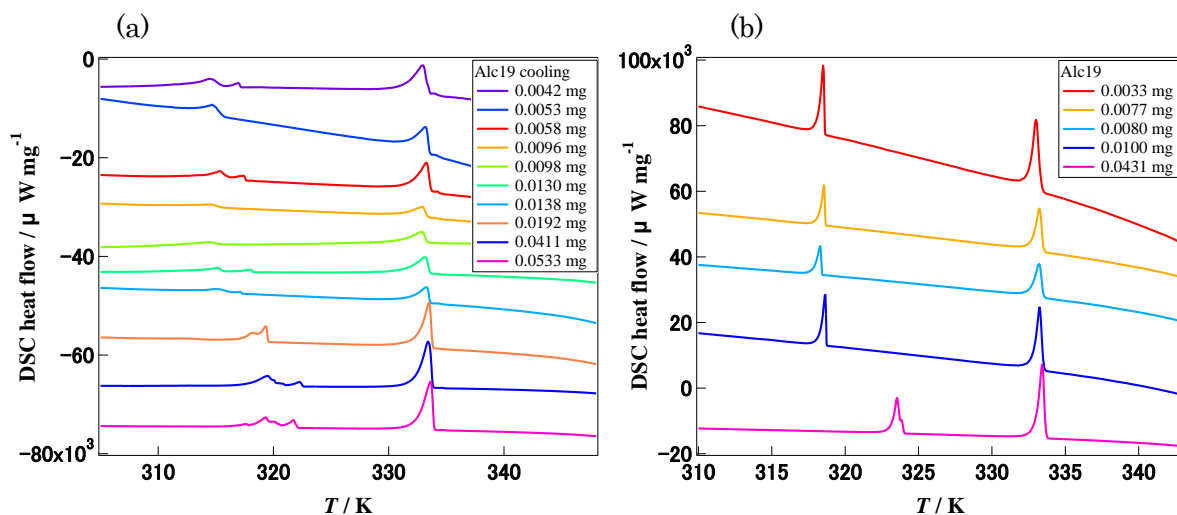 (a)
(b)
0
−20
−40
−60
−80x10³
310
320
330
340
DSC heat flow / μ W mg⁻¹
T / K
Alc19 cooling
0.0042 mg
0.0053 mg
0.0058 mg
0.0096 mg
0.0098 mg
0.0130 mg
0.0138 mg
0.0192 mg
0.0411 mg
0.0533 mg
100x10³
80
60
40
20
0
−20
310
315
320
325
330
335
340
DSC heat flow / μ W mg⁻¹
T / K
Alc19
0.0033 mg
0.0077 mg
0.0080 mg
0.0100 mg
0.0431 mg